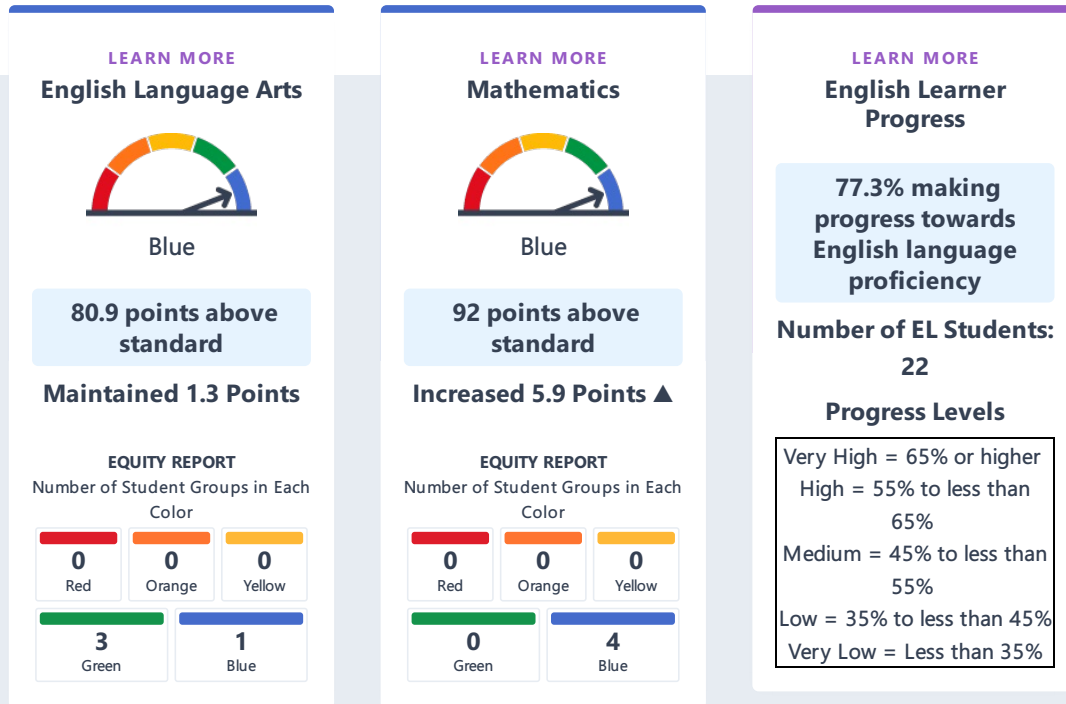 LEARN MORE
English Language Arts
Blue
80.9 points above
standard
Maintained 1.3 Points
EQUITY REPORT
Number of Student Groups in Each
Color
0
Red
0
Orange
0
Yellow
3
Green
1
Blue
LEARN MORE
Mathematics
Blue
92 points above
standard
Increased 5.9 Points ▲
EQUITY REPORT
Number of Student Groups in Each
Color
0
Red
0
Orange
0
Yellow
0
Green
4
Blue
LEARN MORE
English Learner
Progress
77.3% making
progress towards
English language
proficiency
Number of EL Students:
22
Progress Levels
Very High = 65% or higher
High = 55% to less than
65%
Medium = 45% to less than
55%
Low = 35% to less than 45%
Very Low = Less than 35%